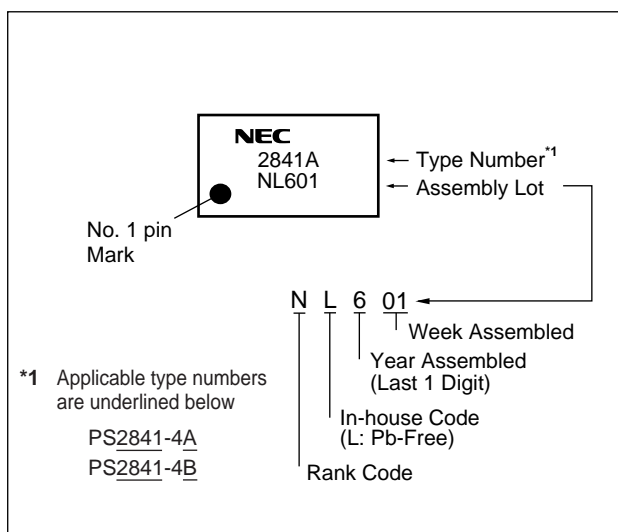 NEC
2841A
NL601
Type Number*1
Assembly Lot
No. 1 pin
Mark
N L 6 01
Week Assembled
Year Assembled
(Last 1 Digit)
In-house Code
(L: Pb-Free)
Rank Code
*1 Applicable type numbers
are underlined below
PS2841-4A
PS2841-4B